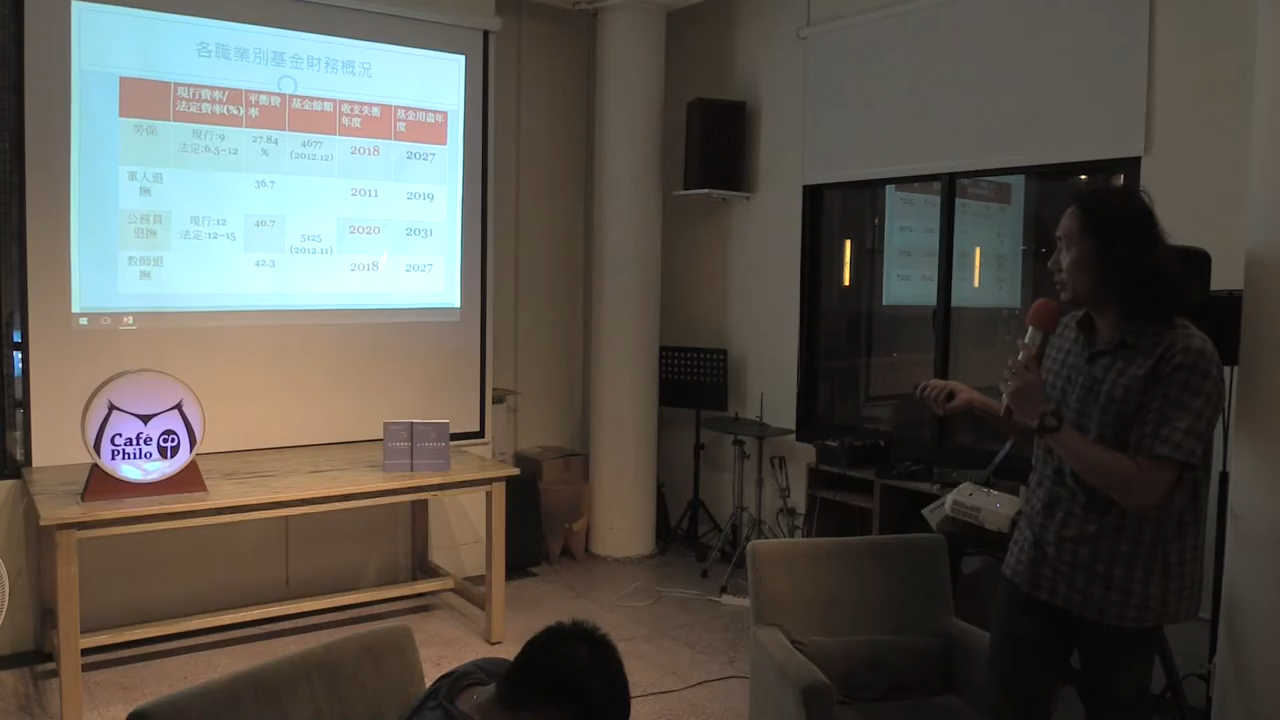 各職業別基金財務概況
現行費率/
法定費率(%)
平衡費
率
基金餘額
收支失衡
年度
基金用盡年
度
勞保
現行:9
法定:6.5~12
27.84
%
4677
(2012.12)
2018
2027
軍人退
撫
36.7
2011
2019
公務員
退撫
現行:12
法定:12~15
40.7
5125
(2012.11)
2020
2031
教師退
撫
42.3
2018
2027
Café
Philo
cp